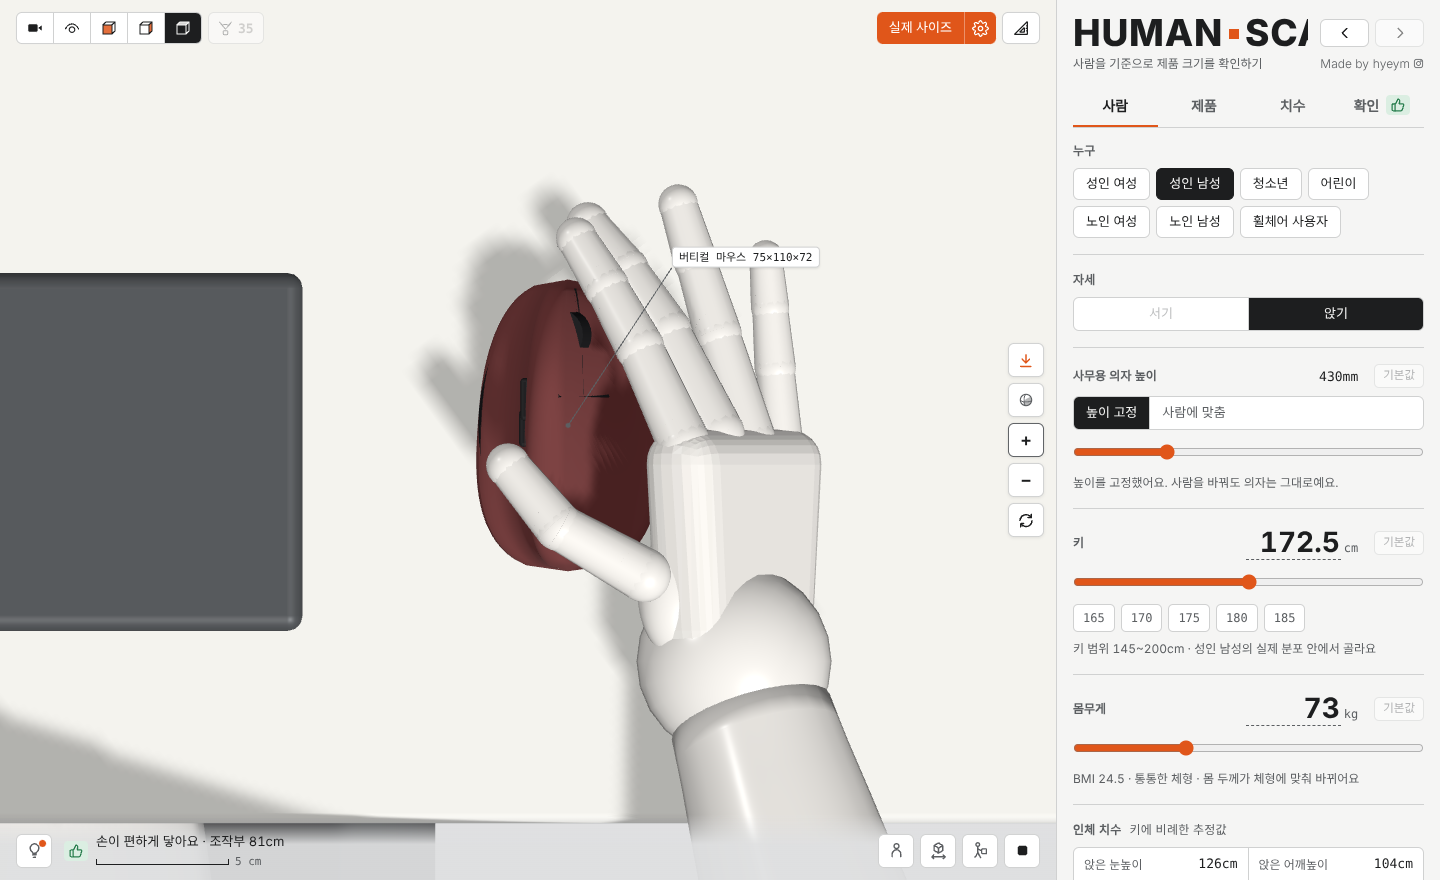 35
실제 사이즈
버티컬 마우스 75×110×72
손이 편하게 닿아요 · 조작부 81cm
5 cm
HUMAN SCA
사람을 기준으로 제품 크기를 확인하기
Made by hyeym
사람 제품 치수 확인
누구
성인 여성 성인 남성 청소년 어린이
노인 여성 노인 남성 휠체어 사용자
자세
서기 앉기
사무용 의자 높이 430mm 기본값
높이 고정 사람에 맞춤
높이를 고정했어요. 사람을 바꿔도 의자는 그대로예요.
키 172.5 cm 기본값
165 170 175 180 185
키 범위 145~200cm · 성인 남성의 실제 분포 안에서 골라요
몸무게 73 kg 기본값
BMI 24.5 · 통통한 체형 · 몸 두께가 체형에 맞춰 바뀌어요
인체 치수 키에 비례한 추정값
앉은 눈높이 126cm 앉은 어깨높이 104cm